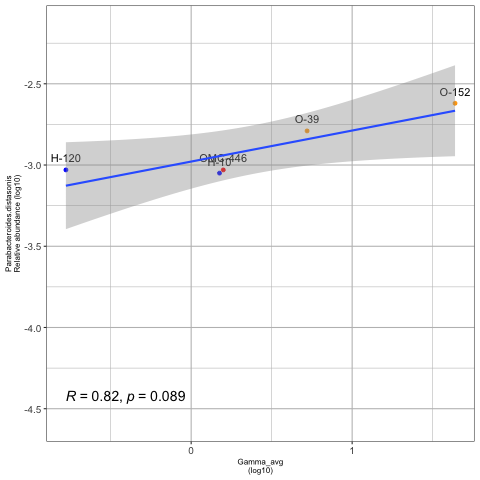 -2.5
-3.0
-3.5
-4.0
-4.5
Parabacteroides.distasonis
Relative abundance (log10)
O-152
O-39
H-120
OMG-446
H-10
R = 0.82, p = 0.089
0
1
Gamma_avg
(log10)